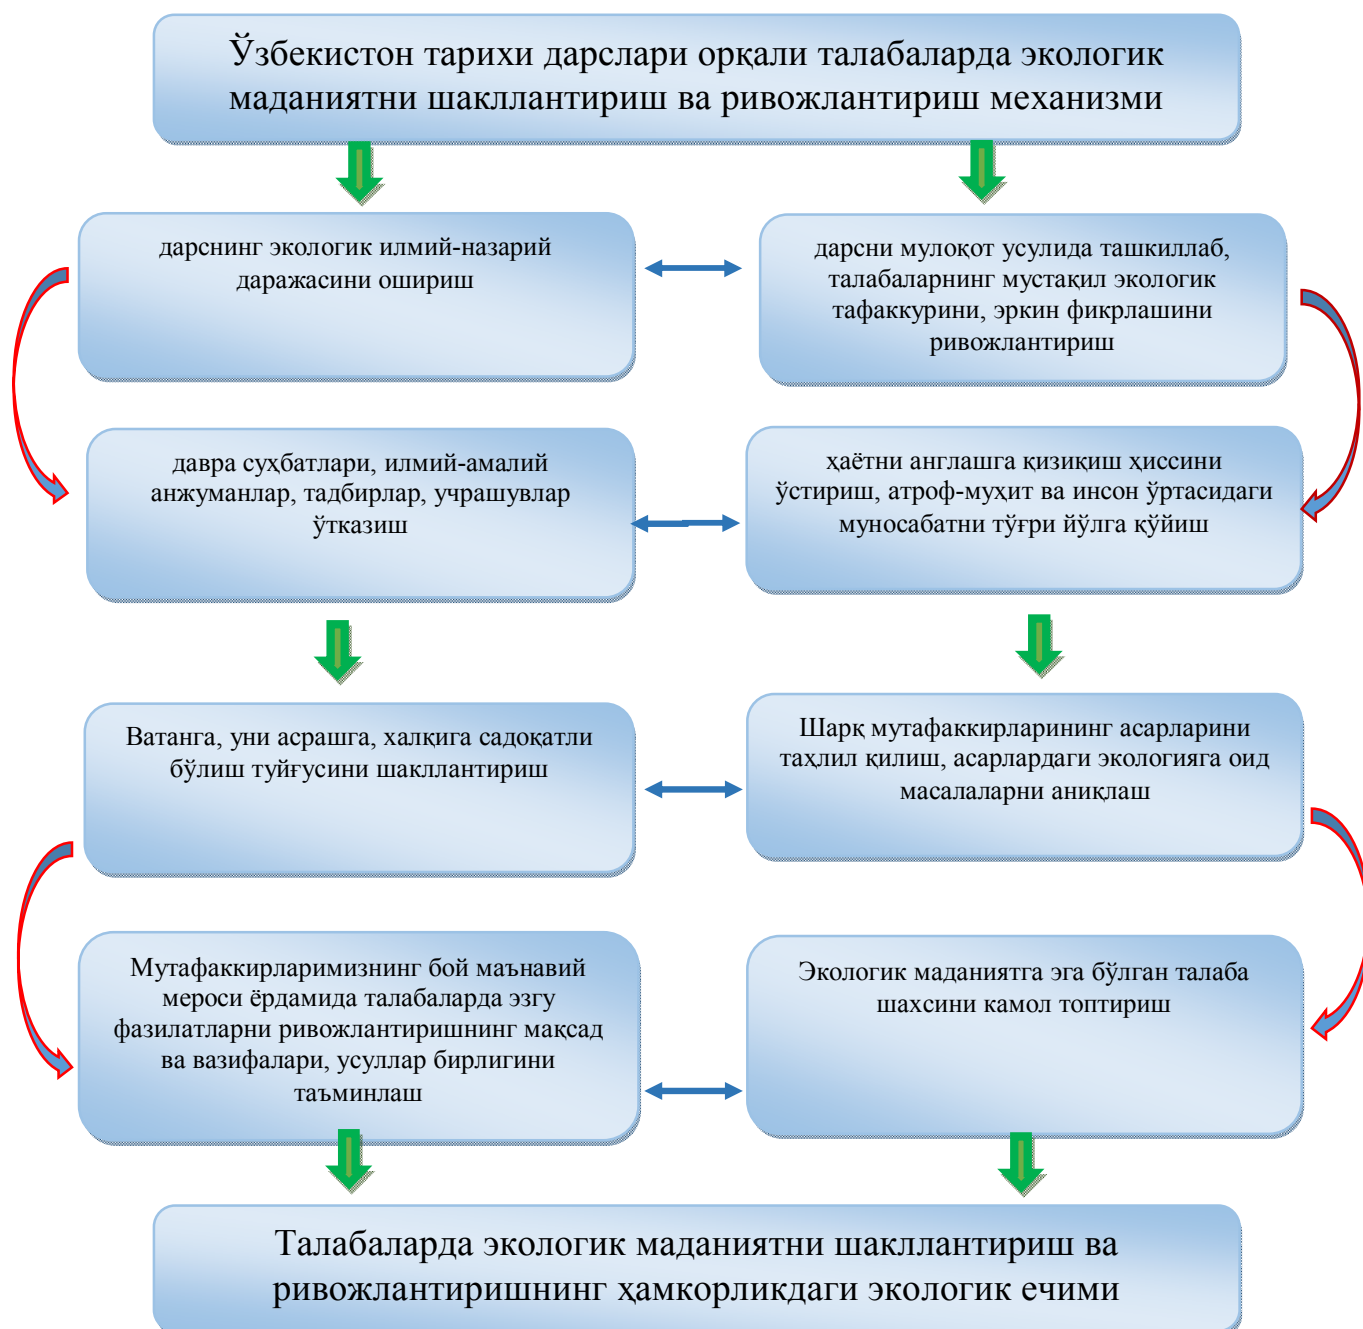 Ўзбекистон тарихи дарслари орқали талабаларда экологик
маданиятни шакллантириш ва ривожлантириш механизми
дарснинг экологик илмий-назарий
даражасини ошириш
дарсни мулоқот усулида ташкиллаб,
талабаларнинг мустақил экологик
тафаккурини, эркин фикрлашини
ривожлантириш
давра суҳбатлари, илмий-амалий
анжуманлар, тадбирлар, учрашувлар
ўтказиш
ҳаётни англашга қизиқиш ҳиссини
ўстириш, атроф-муҳит ва инсон ўртасидаги
муносабатни тўғри йўлга қўйиш
Ватанга, уни асрашга, халқига садоқатли
бўлиш туйғусини шакллантириш
Шарқ мутафаккирларининг асарларини
таҳлил қилиш, асарлардаги экологияга оид
масалаларни аниқлаш
Мутафаккирларимизнинг бой маънавий
мероси ёрдамида талабаларда эзгу
фазилатларни ривожлантиришнинг мақсад
ва вазифалари, усуллар бирлигини
таъминлаш
Экологик маданиятга эга бўлган талаба
шахсини камол топтириш
Талабаларда экологик маданиятни шакллантириш ва
ривожлантиришнинг ҳамкорликдаги экологик ечими